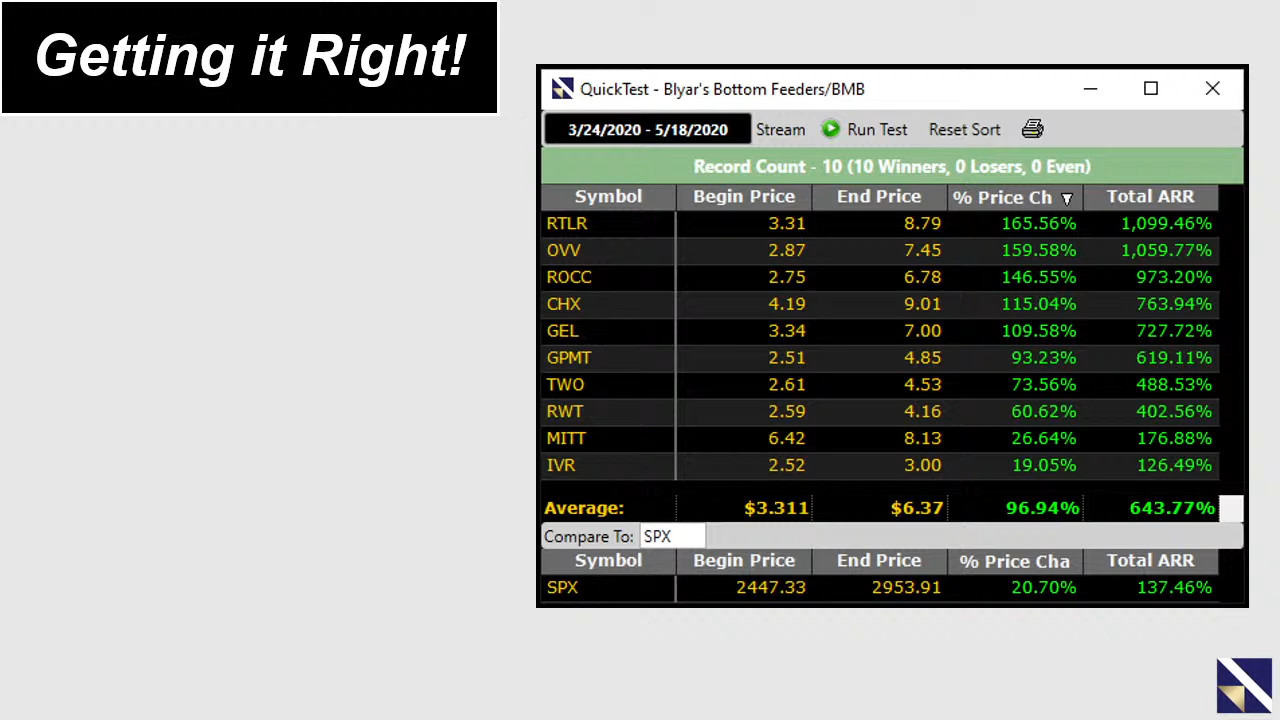 Getting it Right!
QuickTest - Blyar's Bottom Feeders/BMB
3/24/2020 - 5/18/2020 Stream Run Test Reset Sort
Record Count - 10 (10 Winners, 0 Losers, 0 Even)
Symbol Begin Price End Price % Price Ch Total ARR
RTLR 3.31 8.79 165.56% 1,099.46%
OVV 2.87 7.45 159.58% 1,059.77%
ROCC 2.75 6.78 146.55% 973.20%
CHX 4.19 9.01 115.04% 763.94%
GEL 3.34 7.00 109.58% 727.72%
GPMT 2.51 4.85 93.23% 619.11%
TWO 2.61 4.53 73.56% 488.53%
RWT 2.59 4.16 60.62% 402.56%
MITT 6.42 8.13 26.64% 176.88%
IVR 2.52 3.00 19.05% 126.49%
Average: $3.311 $6.37 96.94% 643.77%
Compare To: SPX
Symbol Begin Price End Price % Price Cha Total ARR
SPX 2447.33 2953.91 20.70% 137.46%